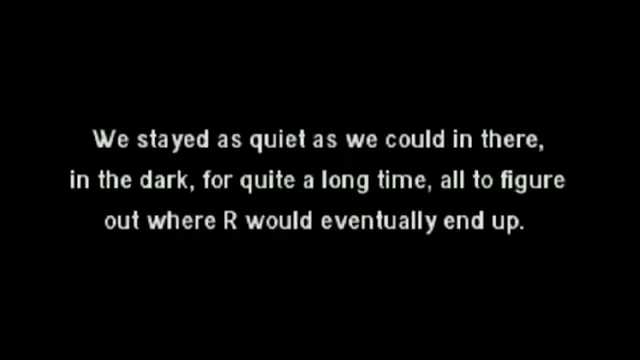 We stayed as quiet as we could in there,
in the dark, for quite a long time, all to figure
out where R would eventually end up.